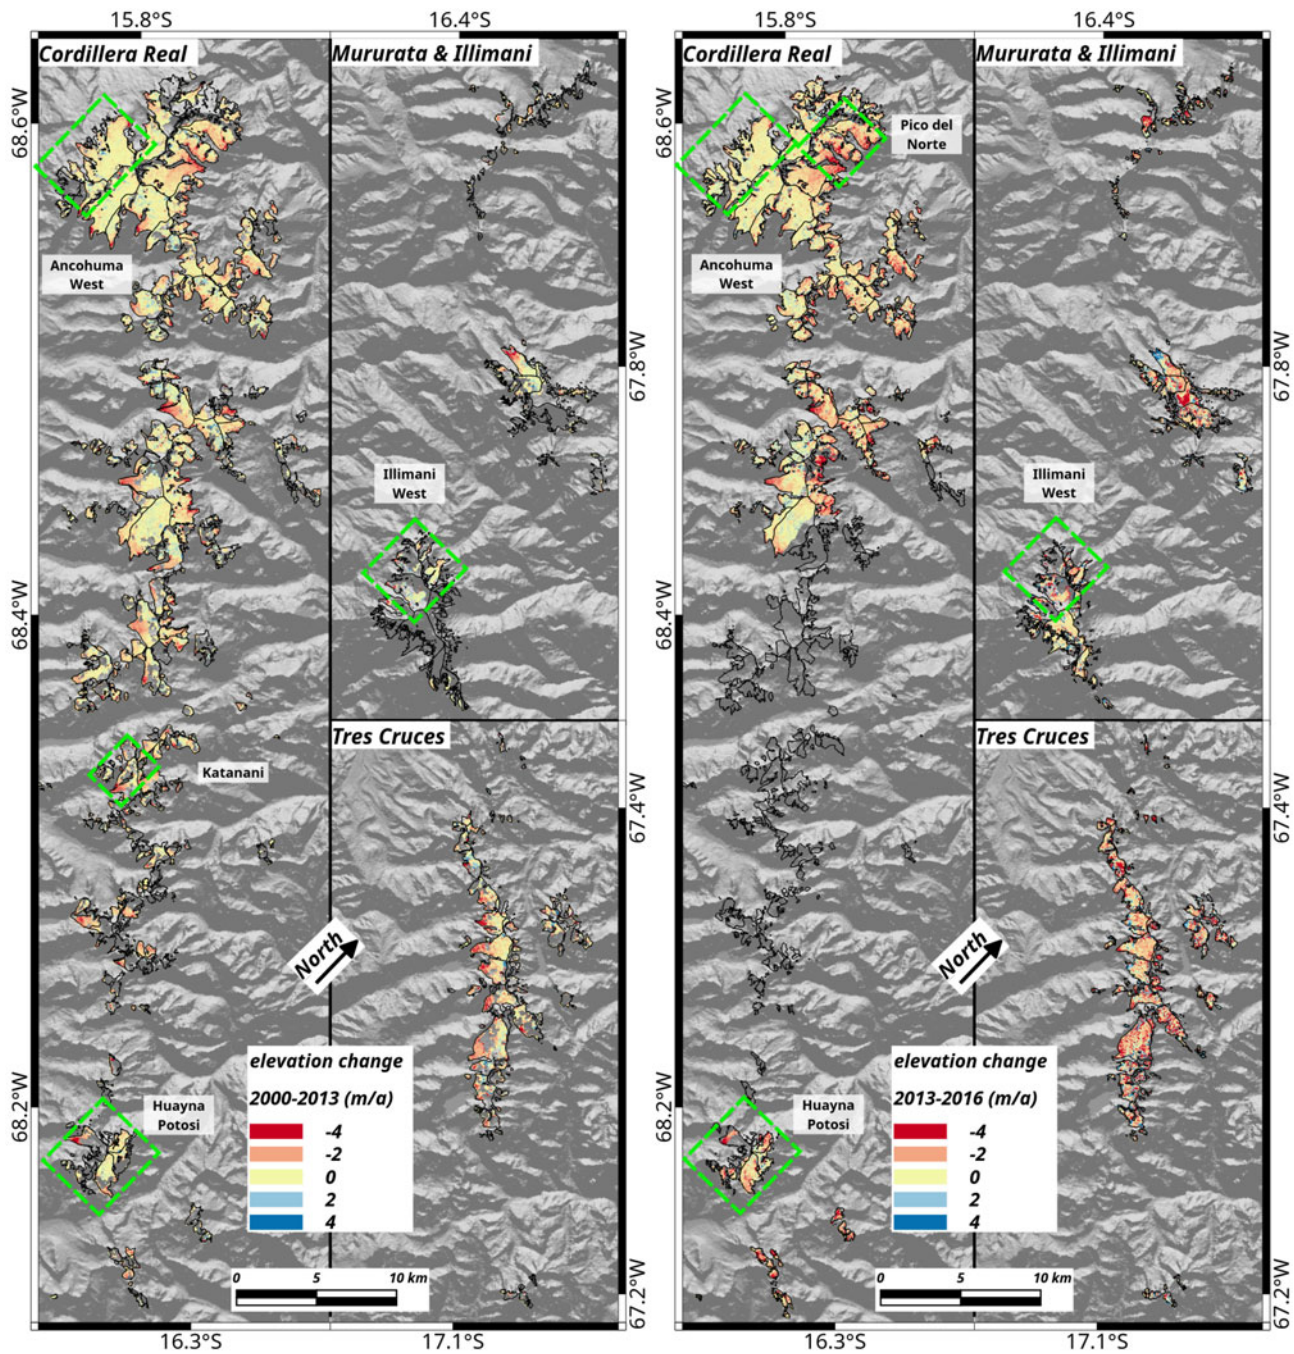 15.8°S
16.4°S
15.8°S
16.4°S
Cordillera Real
Mururata & Illimani
Cordillera Real
Mururata & Illimani
68.6°W
68.6°W
Pico del
Norte
Ancohuma
West
Ancohuma
West
67.8°W
67.8°W
Illimani
West
Illimani
West
68.4°W
68.4°W
Tres Cruces
Tres Cruces
Katanani
67.4°W
67.4°W
North
North
elevation change
2000-2013 (m/a)
-4
-2
0
2
4
elevation change
2013-2016 (m/a)
-4
-2
0
2
4
68.2°W
68.2°W
Huayna
Potosi
Huayna
Potosi
0 5 10 km
0 5 10 km
67.2°W
67.2°W
16.3°S
17.1°S
16.3°S
17.1°S